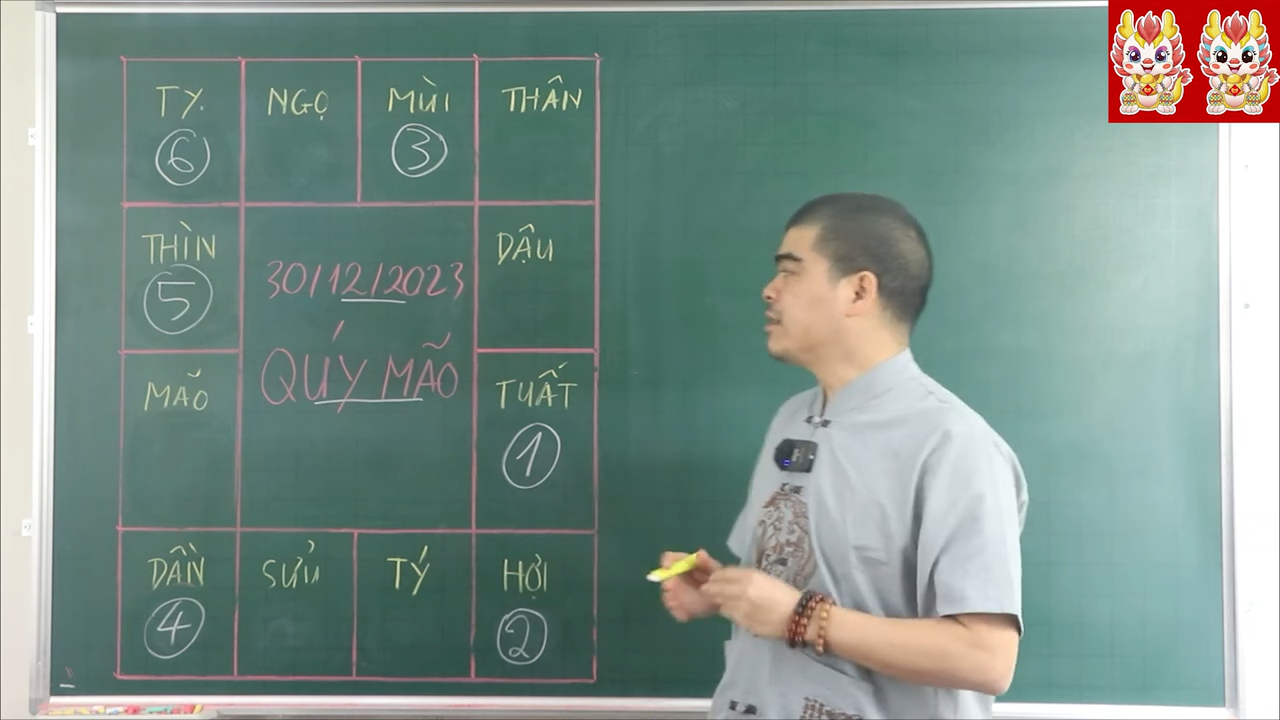 TỴ
NGỌ
MÙI
THÂN
6
3
THÌN
DẬU
5
30/12/2023
QUÝ MÃO
MÃO
TUẤT
1
DẦN
SỬU
TÝ
HỢI
4
2